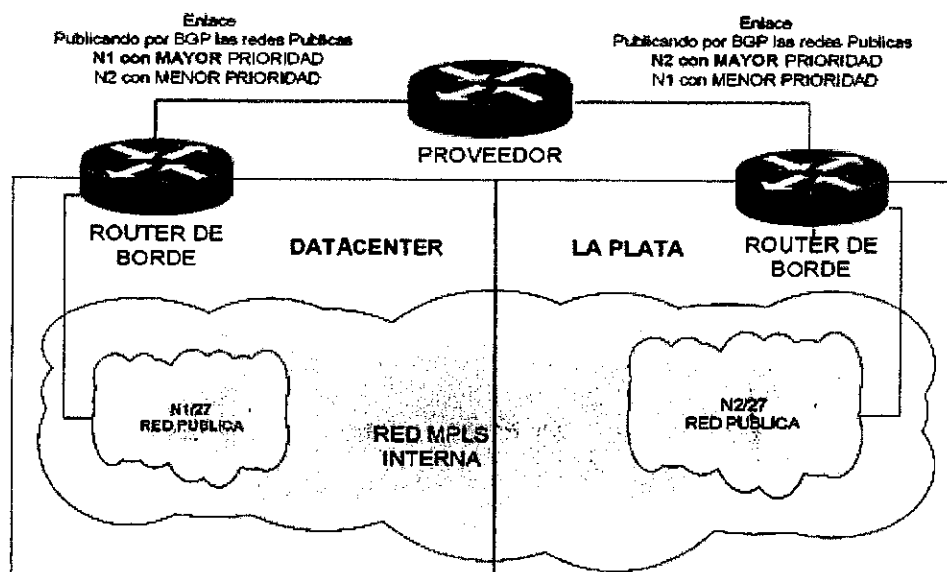 Enlace
Publicando por BGP las redes Publicas
N1 con MAYOR PRIORIDAD
N2 con MENOR PRIORIDAD
Enlace
Publicando por BGP las redes Publicas
N2 con MAYOR PRIORIDAD
N1 con MENOR PRIORIDAD
PROVEEDOR
ROUTER DE
BORDE
DATACENTER
LA PLATA
ROUTER DE
BORDE
N1/27
RED PUBLICA
RED MPLS
INTERNA
N2/27
RED PUBLICA